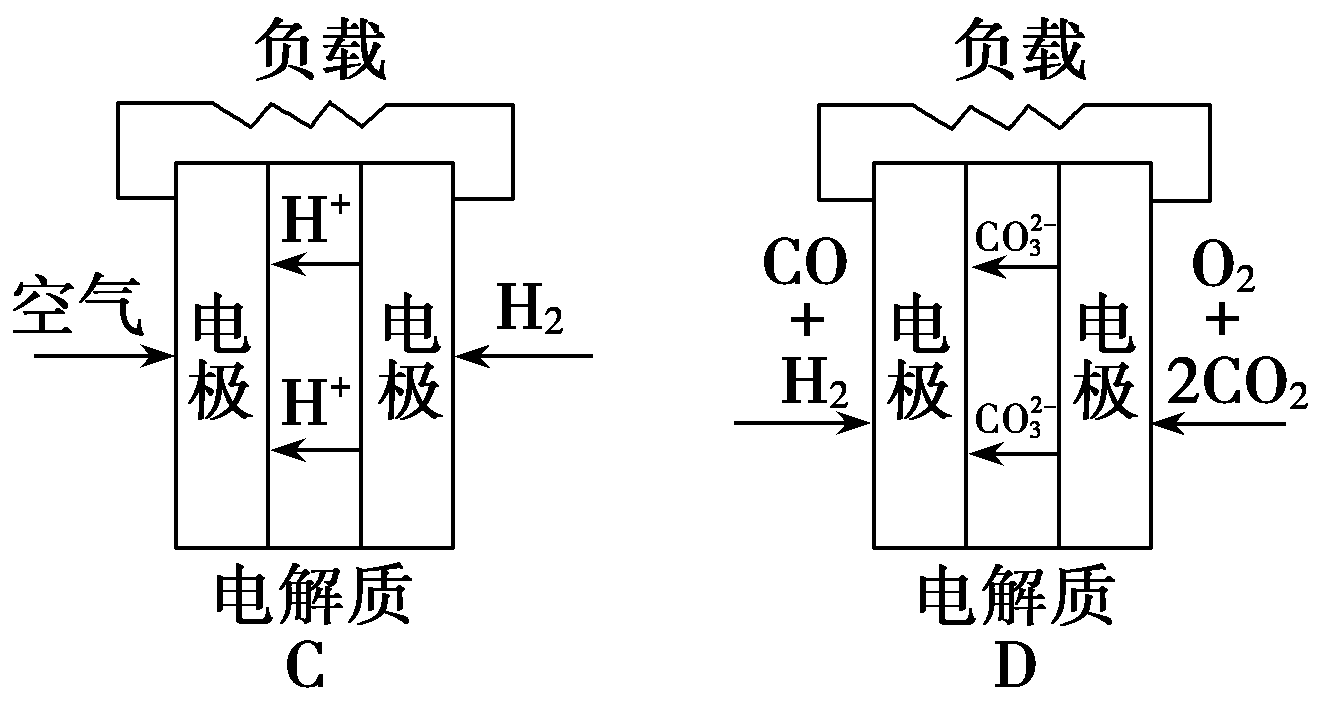 负载
H⁺
空气
电极
电极
H₂
H⁺
电解质
C
负载
CO₃²⁻
CO
+
H₂
电极
电极
O₂
+
2CO₂
CO₃²⁻
电解质
D